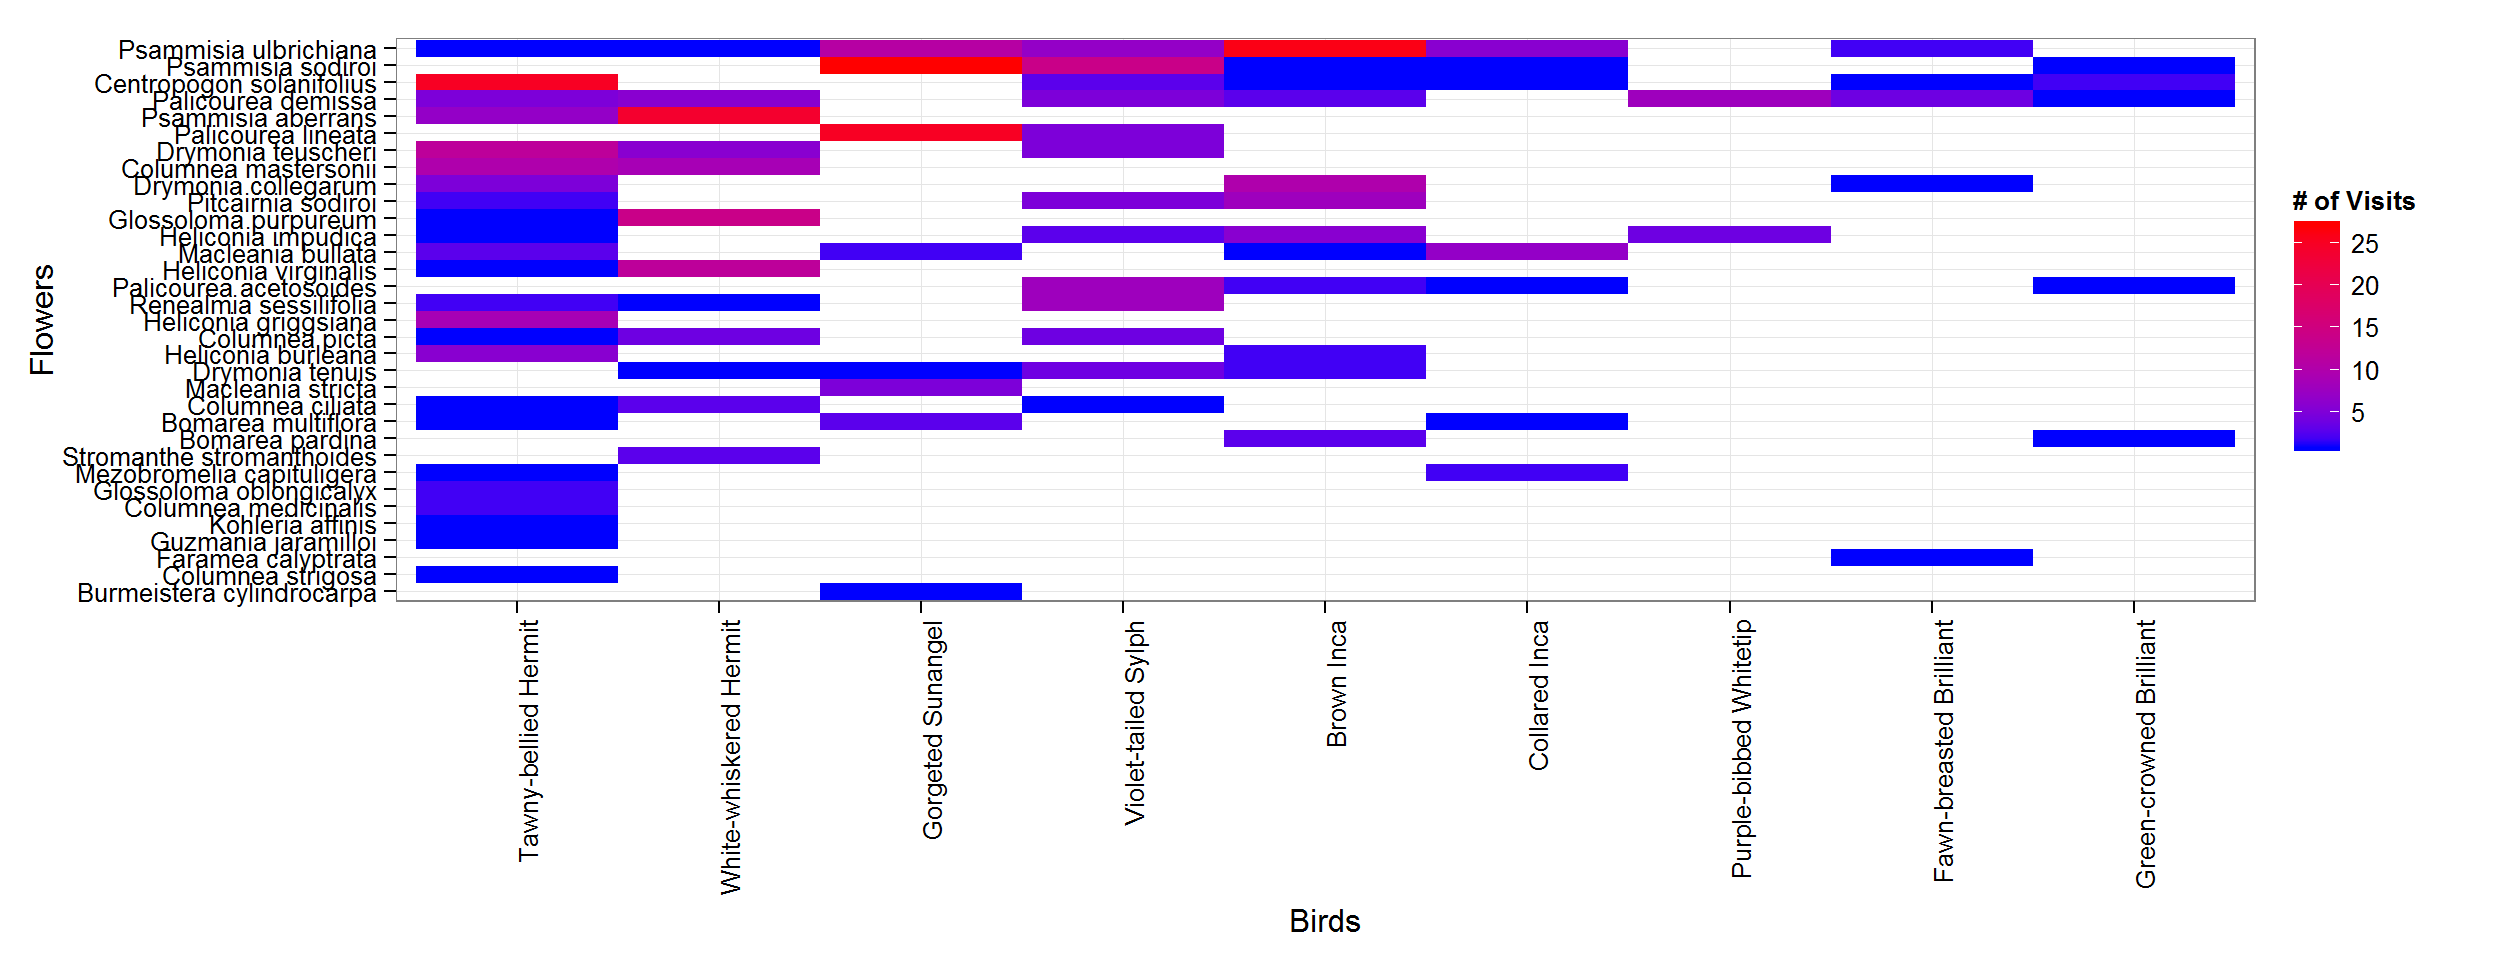 Psammisia ulbrichiana
Psammisia sodiroi
Centropogon solanifolius
Palicourea demissa
Psammisia aberrans
Palicourea lineata
Drymonia teuscheri
Columnea mastersonii
Drymonia collegarum
Pitcairnia sodiroi
Glossoloma purpureum
Heliconia impudica
Macleania bullata
Heliconia virginalis
Palicourea acetosoides
Renealmia sessilifolia
Heliconia griggsiana
Columnea picta
Heliconia burleana
Drymonia tenuis
Macleania stricta
Columnea ciliata
Bomarea multiflora
Bomarea pardina
Stromanthe stromanthoides
Mezobromelia capituligera
Glossoloma oblongicalyx
Columnea medicinalis
Kohleria affinis
Guzmania jaramilloi
Faramea calyptrata
Columnea strigosa
Burmeistera cylindrocarpa
Flowers
Tawny-bellied Hermit
White-whiskered Hermit
Gorgeted Sunangel
Violet-tailed Sylph
Brown Inca
Collared Inca
Purple-bibbed Whitetip
Fawn-breasted Brilliant
Green-crowned Brilliant
Birds
# of Visits
25
20
15
10
5